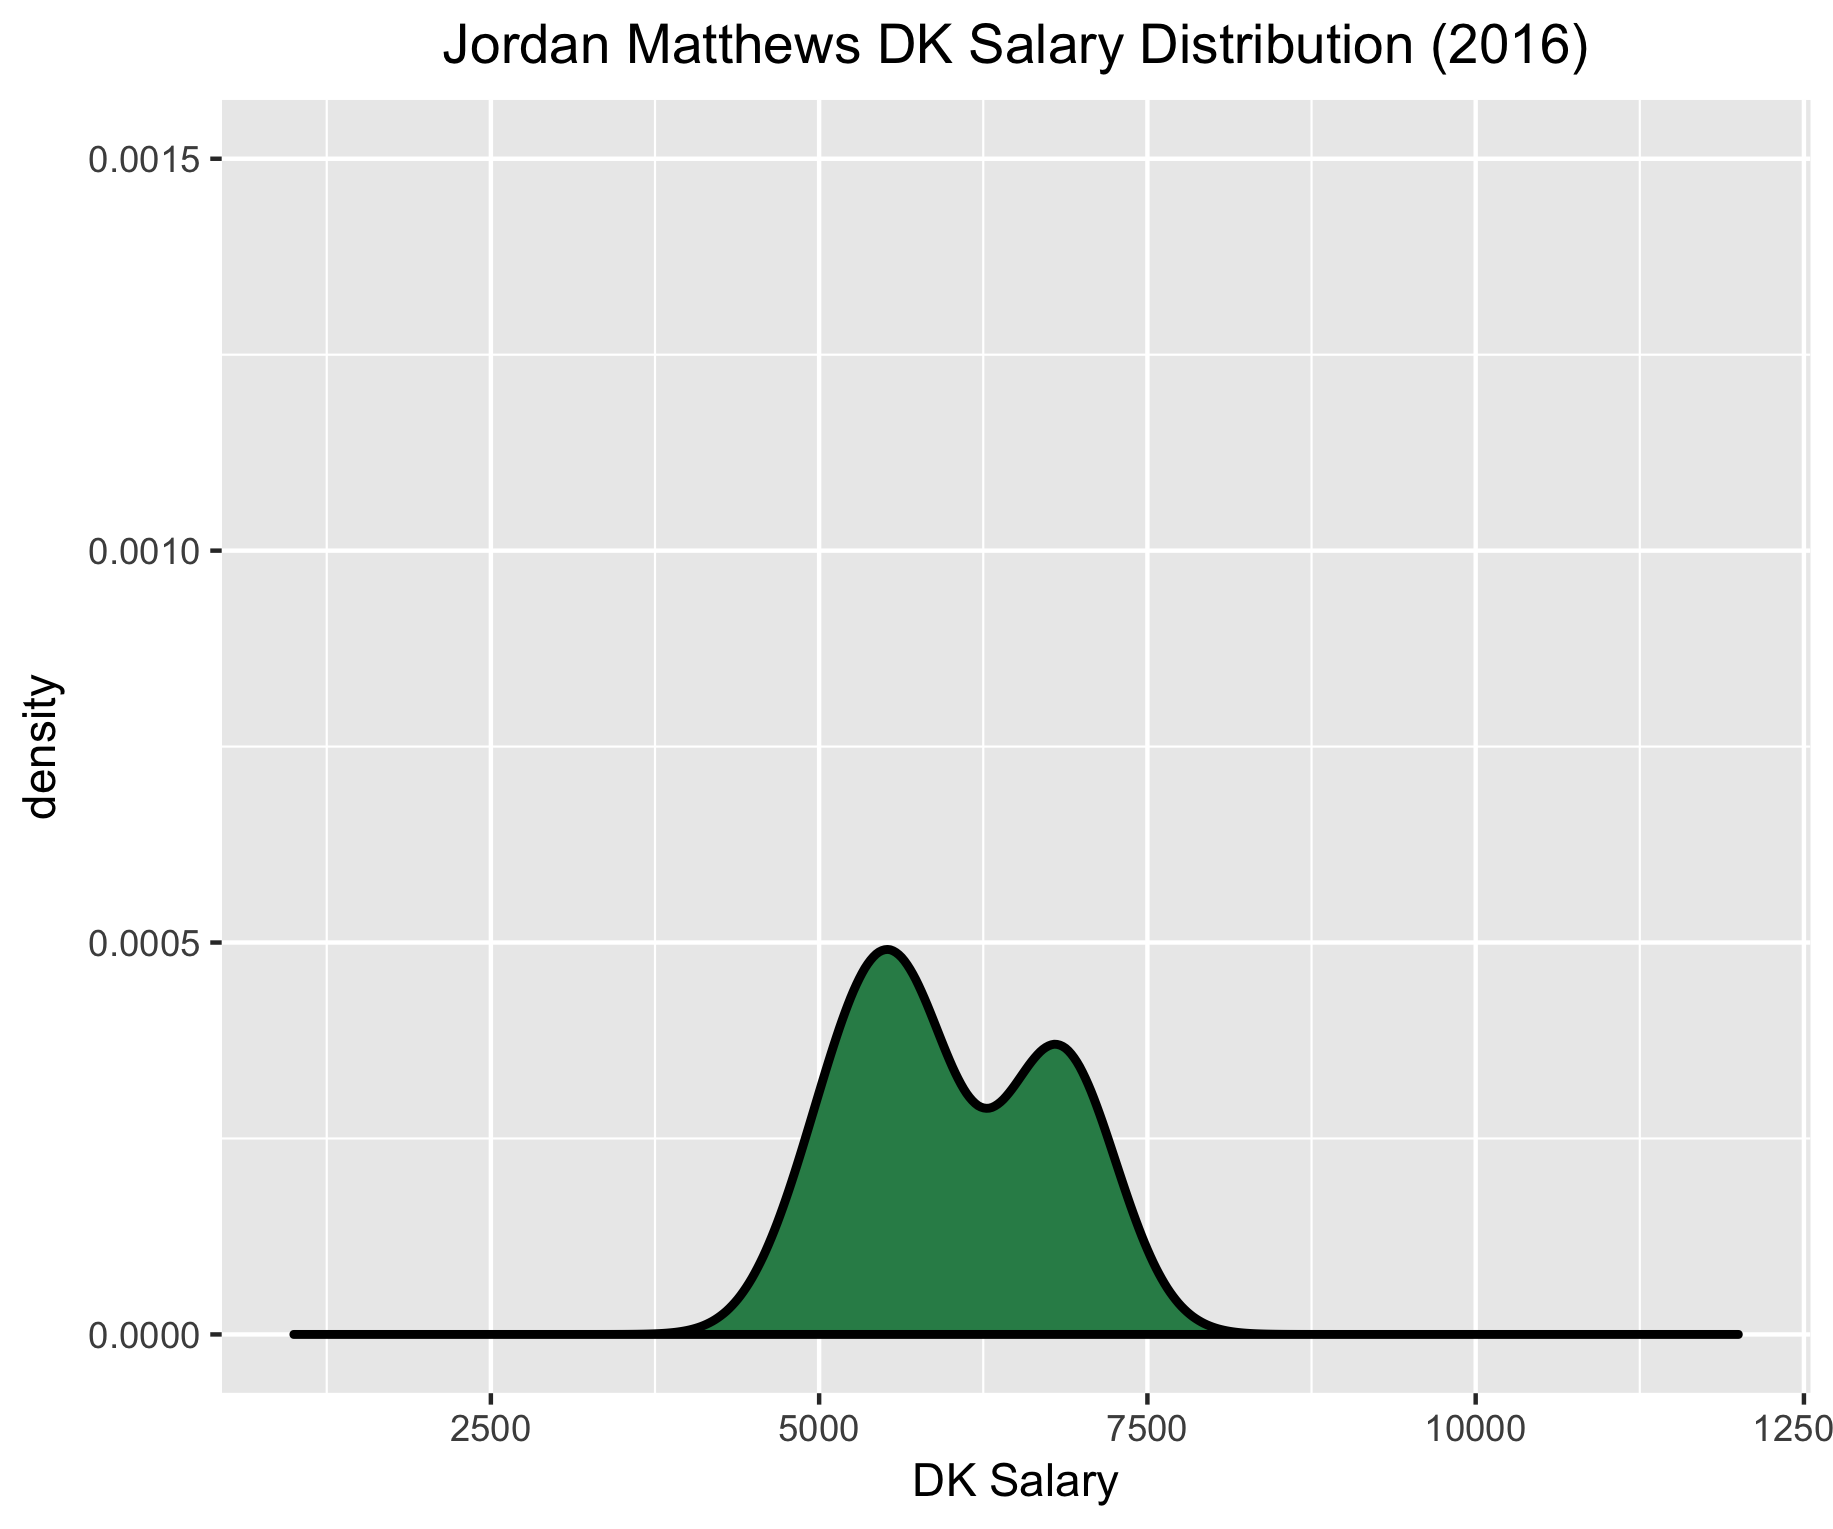 Jordan Matthews DK Salary Distribution (2016)
0.0015
0.0010
0.0005
0.0000
density
2500 5000 7500 10000 1250
DK Salary